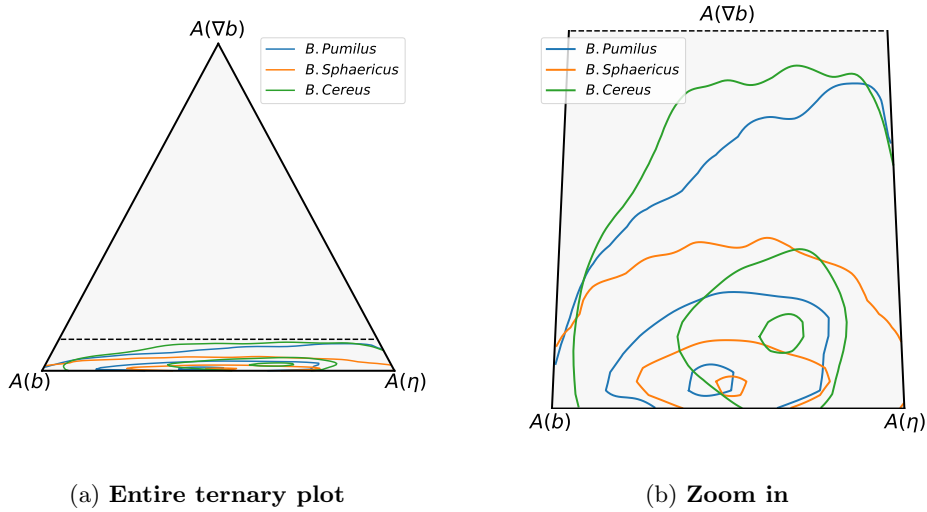 A(∇b)
B. Pumilus
B. Sphaericus
B. Cereus
A(b)
A(η)
(a) Entire ternary plot
A(∇b)
B. Pumilus
B. Sphaericus
B. Cereus
A(b)
A(η)
(b) Zoom in